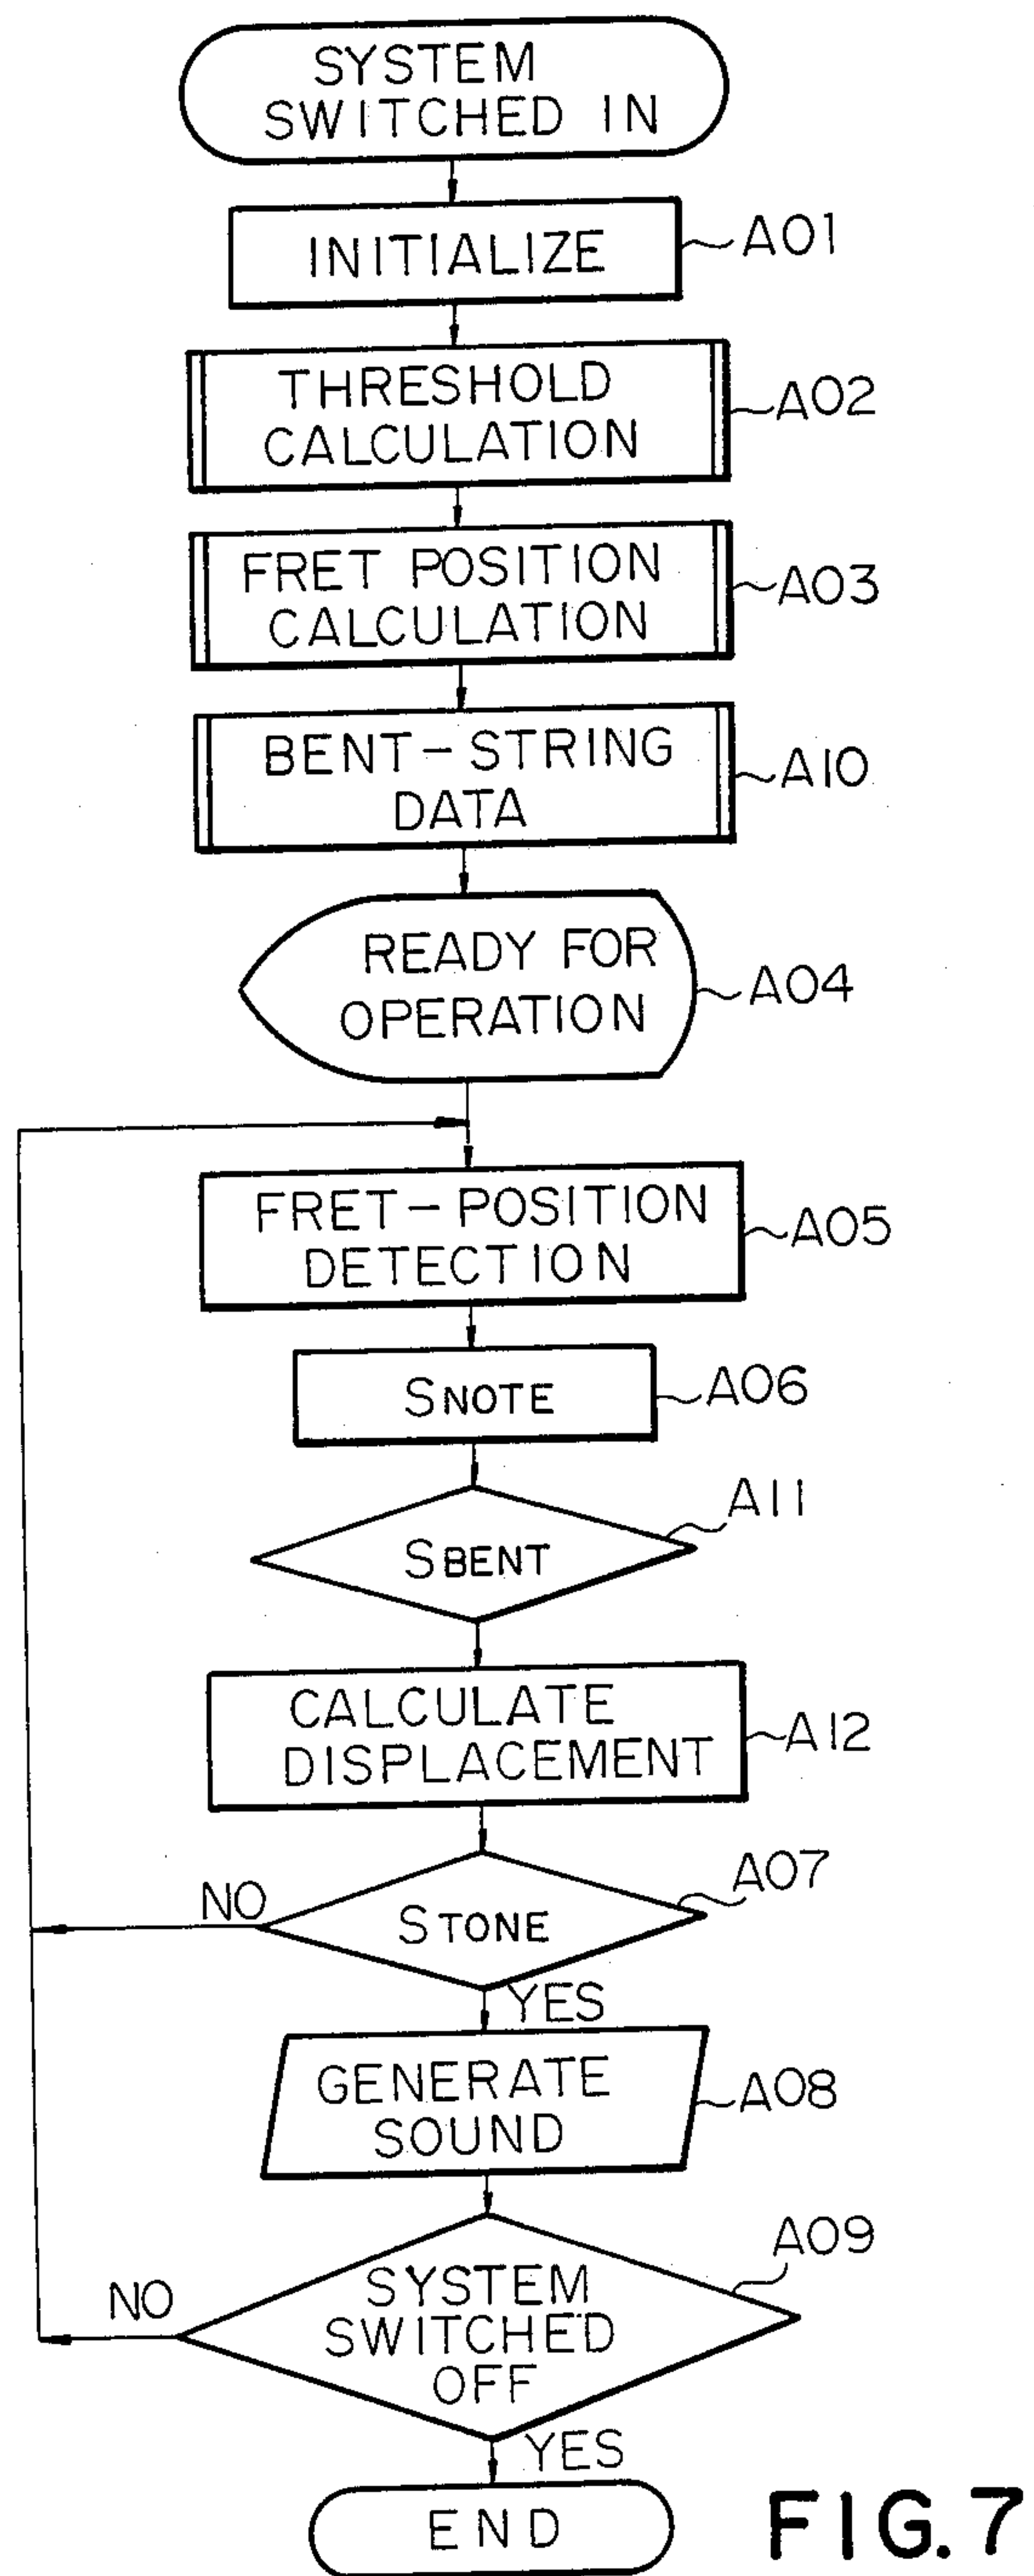 SYSTEM
SWITCHED IN
INITIALIZE
A01
THRESHOLD
CALCULATION
A02
FRET POSITION
CALCULATION
A03
BENT-STRING
DATA
A10
READY FOR
OPERATION
A04
FRET-POSITION
DETECTION
A05
SNOTE
A06
SBENT
A11
CALCULATE
DISPLACEMENT
A12
STONE
A07
NO
YES
GENERATE
SOUND
A08
SYSTEM
SWITCHED
OFF
A09
NO
YES
END
FIG.7